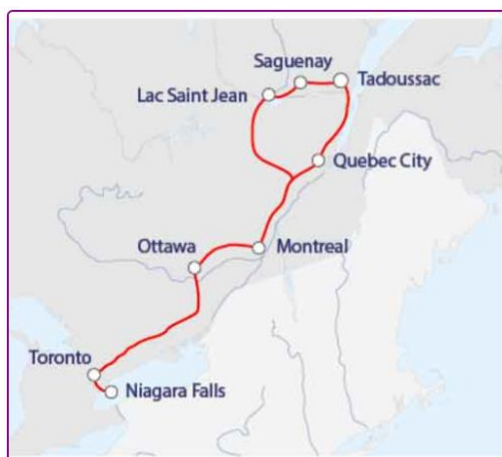 Saguenay
Tadoussac
Lac Saint Jean
Quebec City
Ottawa
Montreal
Toronto
Niagara Falls